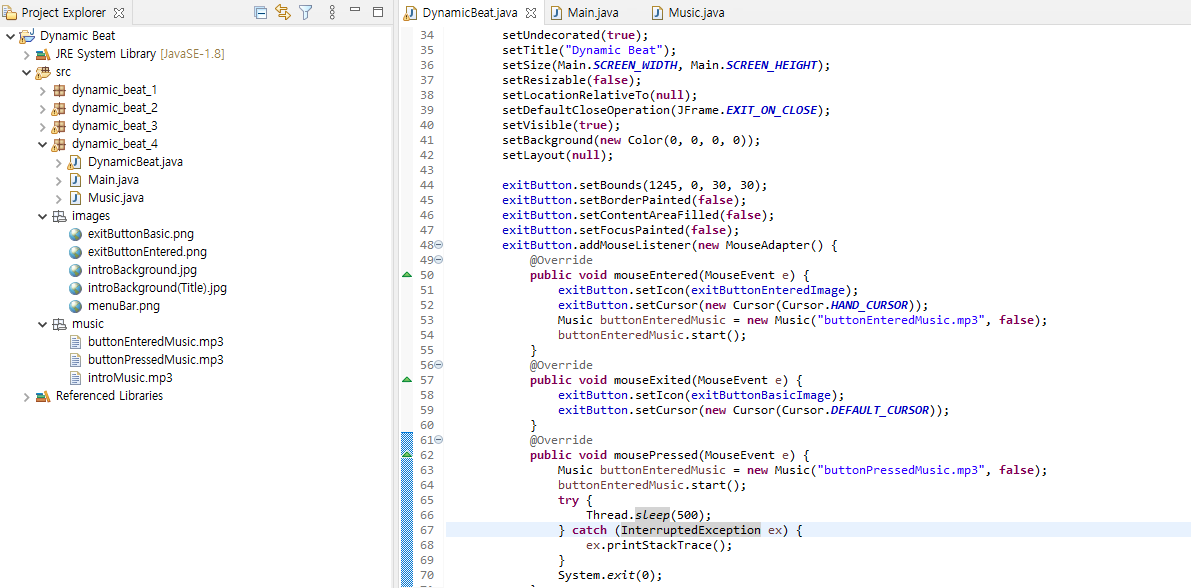 Project Explorer
Dynamic Beat
JRE System Library [JavaSE-1.8]
src
dynamic_beat_1
dynamic_beat_2
dynamic_beat_3
dynamic_beat_4
DynamicBeat.java
Main.java
Music.java
images
exitButtonBasic.png
exitButtonEntered.png
introBackground.jpg
introBackground(Title).jpg
menuBar.png
music
buttonEnteredMusic.mp3
buttonPressedMusic.mp3
introMusic.mp3
Referenced Libraries
DynamicBeat.java Main.java Music.java
34 setUndecorated(true);
35 setTitle("Dynamic Beat");
36 setSize(Main.SCREEN_WIDTH, Main.SCREEN_HEIGHT);
37 setResizable(false);
38 setLocationRelativeTo(null);
39 setDefaultCloseOperation(JFrame.EXIT_ON_CLOSE);
40 setVisible(true);
41 setBackground(new Color(0, 0, 0, 0));
42 setLayout(null);
43
44 exitButton.setBounds(1245, 0, 30, 30);
45 exitButton.setBorderPainted(false);
46 exitButton.setContentAreaFilled(false);
47 exitButton.setFocusPainted(false);
48 exitButton.addMouseListener(new MouseAdapter() {
49 @Override
50 public void mouseEntered(MouseEvent e) {
51 exitButton.setIcon(exitButtonEnteredImage);
52 exitButton.setCursor(new Cursor(Cursor.HAND_CURSOR));
53 Music buttonEnteredMusic = new Music("buttonEnteredMusic.mp3", false);
54 buttonEnteredMusic.start();
55 }
56 @Override
57 public void mouseExited(MouseEvent e) {
58 exitButton.setIcon(exitButtonBasicImage);
59 exitButton.setCursor(new Cursor(Cursor.DEFAULT_CURSOR));
60 }
61 @Override
62 public void mousePressed(MouseEvent e) {
63 Music buttonEnteredMusic = new Music("buttonPressedMusic.mp3", false);
64 buttonEnteredMusic.start();
65 try {
66 Thread.sleep(500);
67 } catch (InterruptedException ex) {
68 ex.printStackTrace();
69 }
70 System.exit(0);